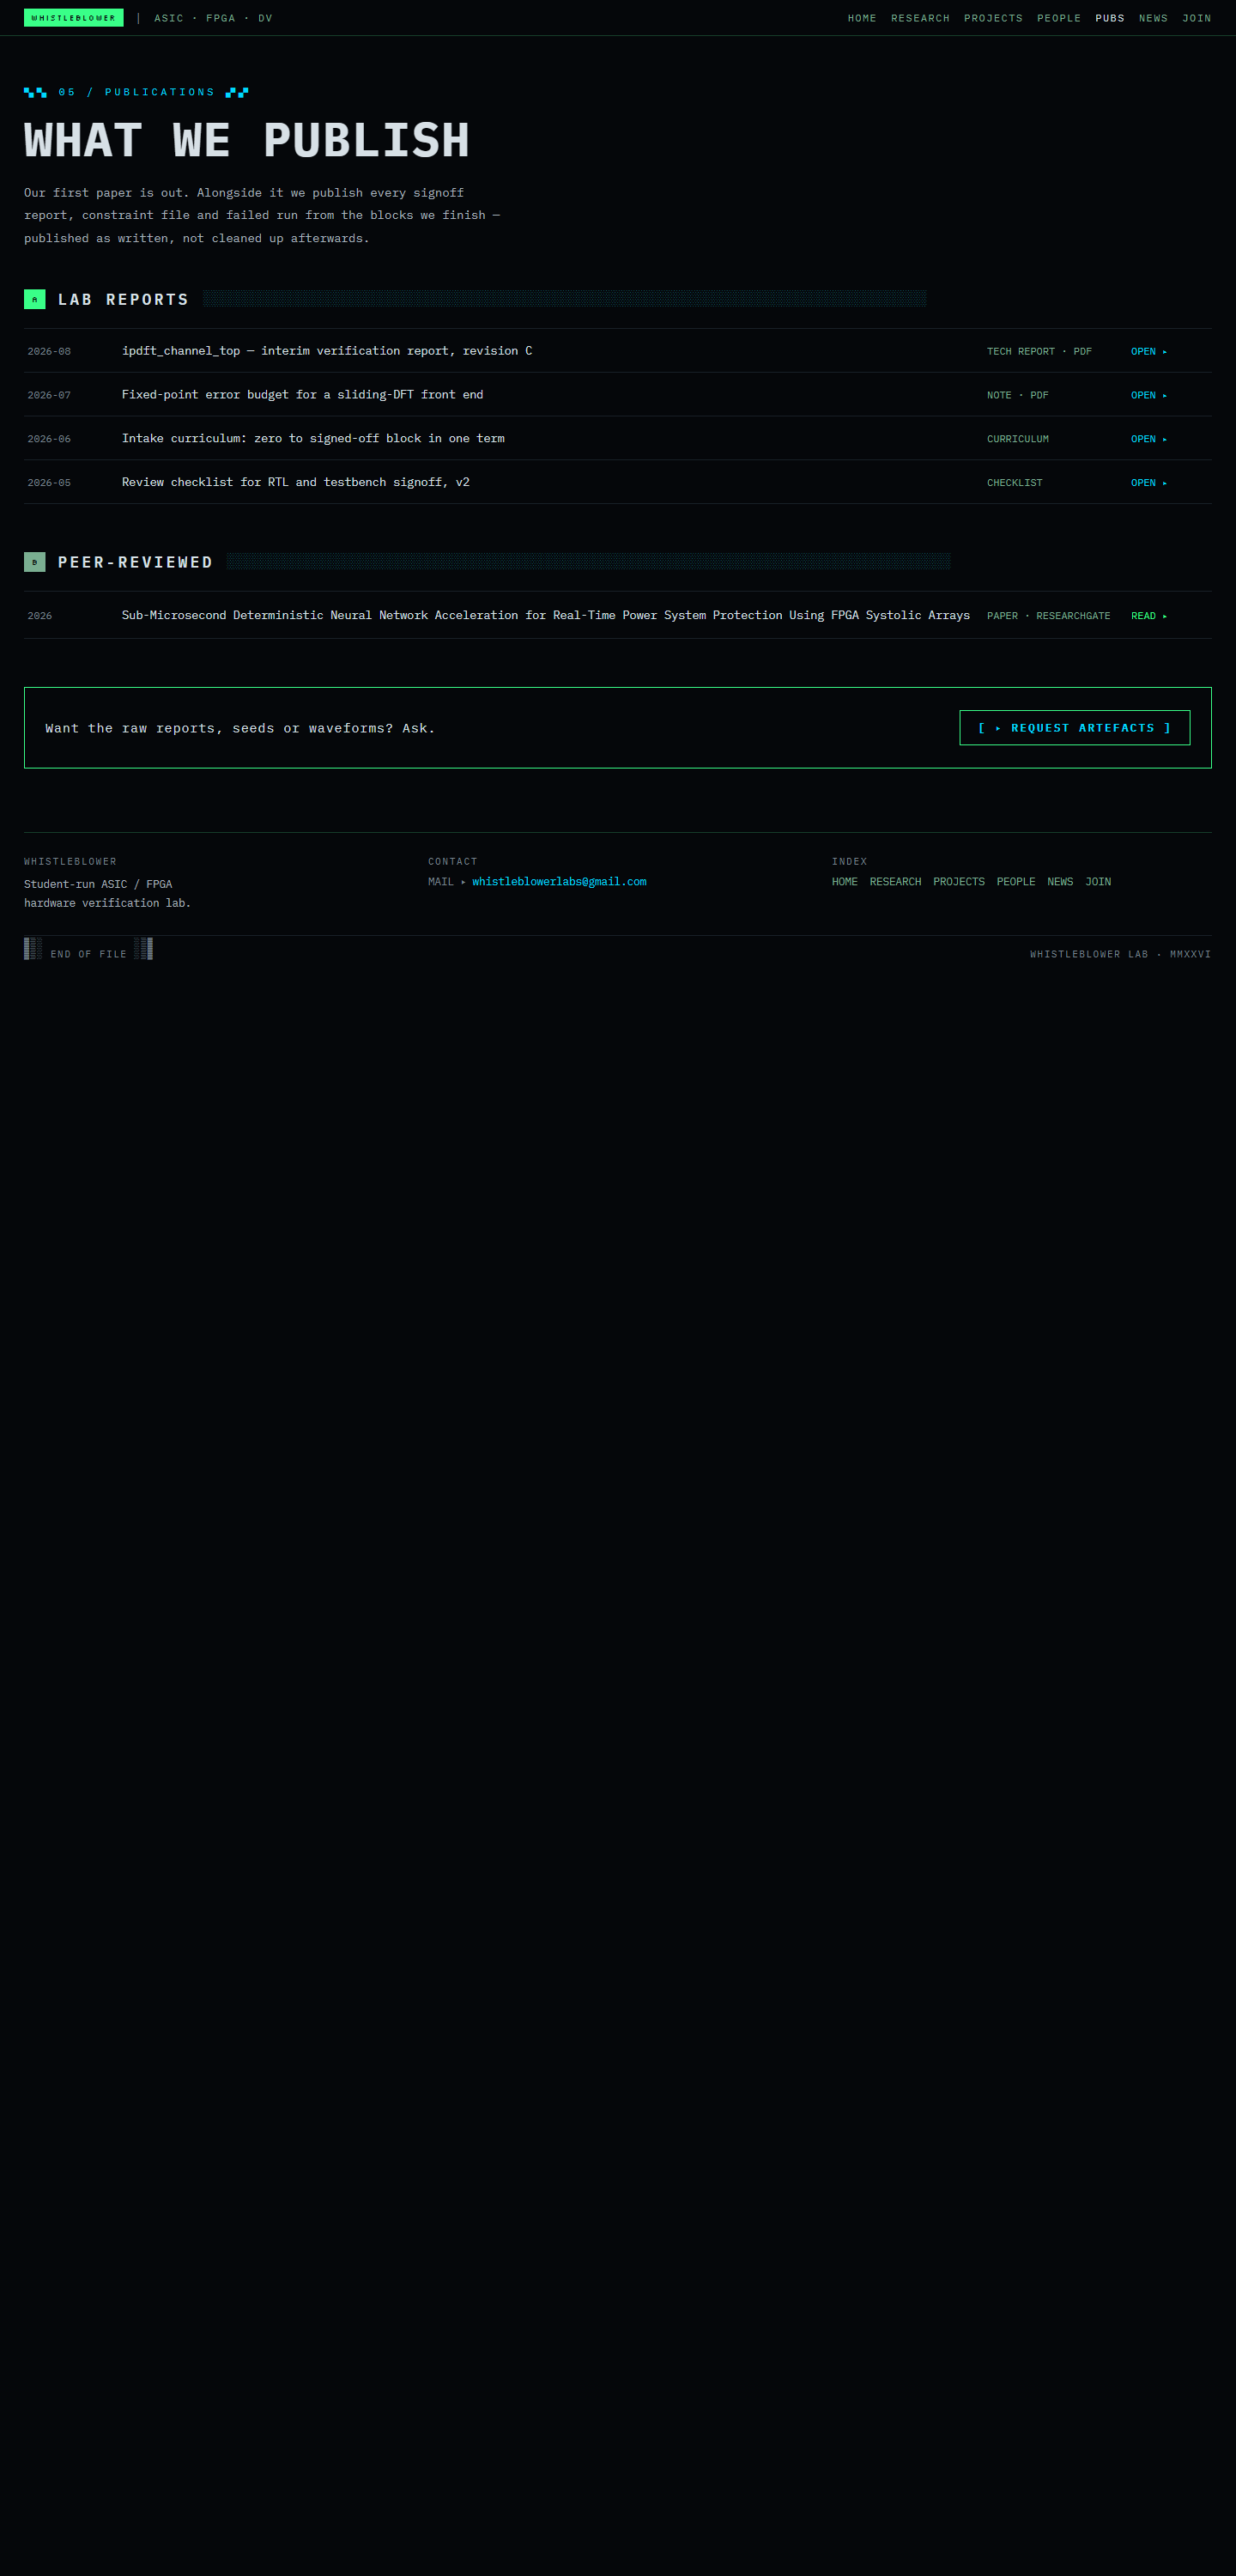 WHISTLEBLOWER | ASIC · FPGA · DV HOME RESEARCH PROJECTS PEOPLE PUBS NEWS JOIN
▚▚ 05 / PUBLICATIONS ▞▞
WHAT WE PUBLISH
Our first paper is out. Alongside it we publish every signoff
report, constraint file and failed run from the blocks we finish —
published as written, not cleaned up afterwards.
A LAB REPORTS
2026-08 ipdft_channel_top — interim verification report, revision C TECH REPORT · PDF OPEN ▸
2026-07 Fixed-point error budget for a sliding-DFT front end NOTE · PDF OPEN ▸
2026-06 Intake curriculum: zero to signed-off block in one term CURRICULUM OPEN ▸
2026-05 Review checklist for RTL and testbench signoff, v2 CHECKLIST OPEN ▸
B PEER-REVIEWED
2026 Sub-Microsecond Deterministic Neural Network Acceleration for Real-Time Power System Protection Using FPGA Systolic Arrays PAPER · RESEARCHGATE READ ▸
Want the raw reports, seeds or waveforms? Ask. [ ▸ REQUEST ARTEFACTS ]
WHISTLEBLOWER CONTACT INDEX
Student-run ASIC / FPGA MAIL ▸ whistleblowerlabs@gmail.com HOME RESEARCH PROJECTS PEOPLE NEWS JOIN
hardware verification lab.
█▓▒░ END OF FILE ░▒▓█ WHISTLEBLOWER LAB · MMXXVI